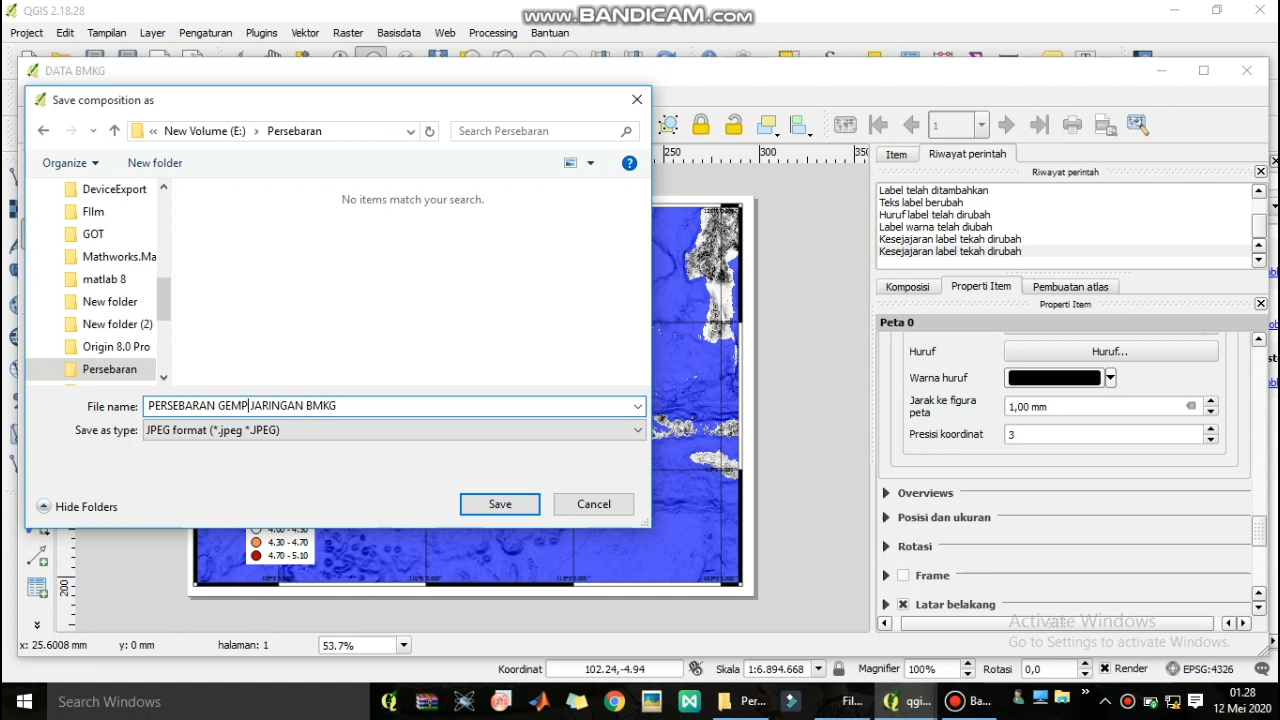 QGIS 2.18.28
www.BANDICAM.com
Project Edit Tampilan Layer Pengaturan Plugins Vektor Raster Basisdata Web Processing Bantuan
DATA BMKG
Save composition as
« New Volume (E:) > Persebaran
Search Persebaran
Organize
New folder
DeviceExport
FIlm
GOT
Mathworks.Ma
matlab 8
New folder
New folder (2)
Origin 8.0 Pro
Persebaran
No items match your search.
File name: PERSEBARAN GEMPJARINGAN BMKG
Save as type: JPEG format (*.jpeg *.JPEG)
Hide Folders
Save
Cancel
1
250 300 350
200
4.30 - 4.70
4.70 - 5.10
Item
Riwayat perintah
Riwayat perintah
Label telah ditambahkan
Teks label berubah
Huruf label telah dirubah
Label warna telah diubah
Kesejajaran label tekah dirubah
Kesejajaran label tekah dirubah
Komposisi
Properti Item
Pembuatan atlas
Properti Item
Peta 0
Huruf
Huruf...
Warna huruf
Jarak ke figura
peta
1,00 mm
Presisi koordinat
3
Overviews
Posisi dan ukuran
Rotasi
Frame
Latar belakang
Activate Windows
Go to Settings to activate Windows.
x: 25.6008 mm y: 0 mm halaman: 1 53.7%
Koordinat 102.24,-4.94 Skala 1:6.894.668 Magnifier 100% Rotasi 0,0 Render EPSG:4326
Search Windows
Per...
Fil...
qgi...
Ba...
01.28
12 Mei 2020